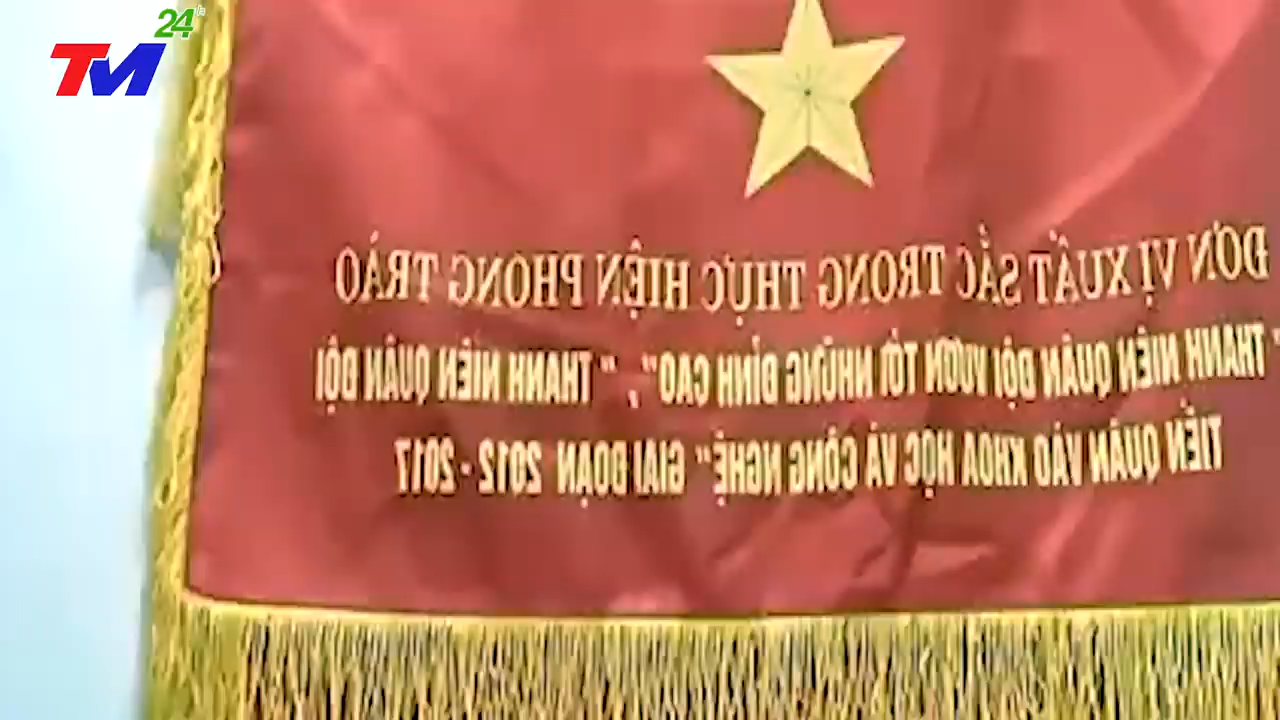 TM 24h
ĐƠN VỊ XUẤT SẮC TRONG THỰC HIỆN PHONG TRÀO
"THANH NIÊN QUÂN ĐỘI VƯƠN TỚI NHỮNG ĐỈNH CAO", "THANH NIÊN QUÂN ĐỘI
TIẾN QUÂN VÀO KHOA HỌC VÀ CÔNG NGHỆ" GIAI ĐOẠN 2012 - 2017